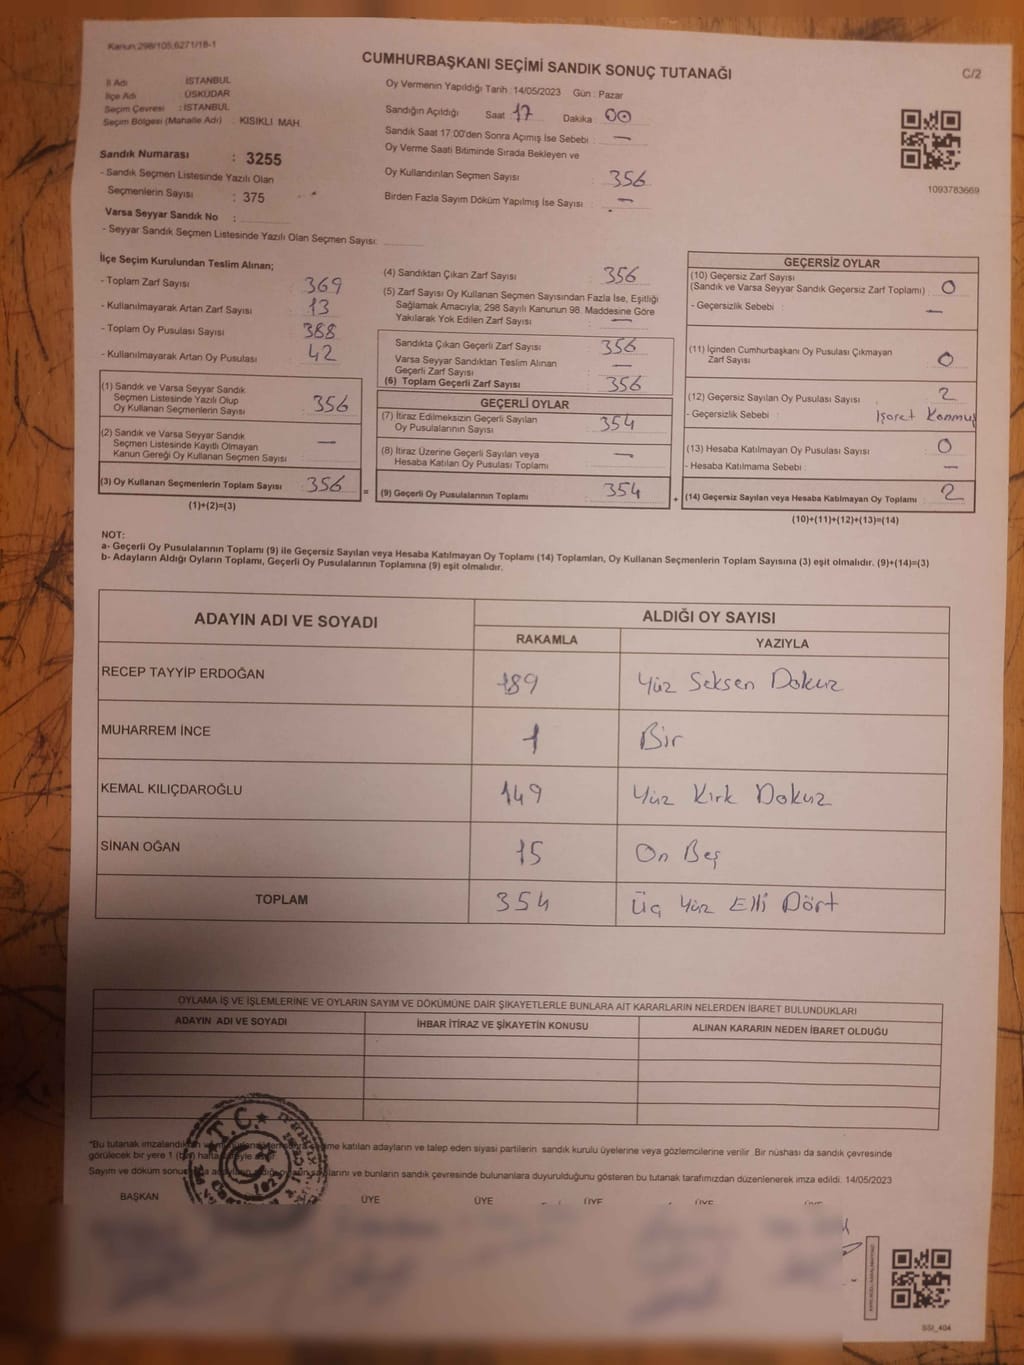 Kanun:298/105,6271/18-1
CUMHURBAŞKANI SEÇİMİ SANDIK SONUÇ TUTANAĞI
C/2
İl Adı : İSTANBUL
İlçe Adı : ÜSKÜDAR
Seçim Çevresi : İSTANBUL
Seçim Bölgesi (Mahalle Adı) : KISIKLI MAH.
Sandık Numarası : 3255
- Sandık Seçmen Listesinde Yazılı Olan
Seçmenlerin Sayısı : 375
Varsa Seyyar Sandık No :
- Seyyar Sandık Seçmen Listesinde Yazılı Olan Seçmen Sayısı:
Oy Vermenin Yapıldığı Tarih : 14/05/2023 Gün : Pazar
Sandığın Açıldığı Saat : 17 Dakika : 00
Sandık Saat 17.00'den Sonra Açımış İse Sebebi : —
Oy Verme Saati Bitiminde Sırada Bekleyen ve
Oy Kullandırılan Seçmen Sayısı : 356
Birden Fazla Sayım Döküm Yapılmış İse Sayısı : —
1093783669
İlçe Seçim Kurulundan Teslim Alınan;
- Toplam Zarf Sayısı : 369
- Kullanılmayarak Artan Zarf Sayısı : 13
- Toplam Oy Pusulası Sayısı : 388
- Kullanılmayarak Artan Oy Pusulası : 42
(1) Sandık ve Varsa Seyyar Sandık
Seçmen Listesinde Yazılı Olup
Oy Kullanan Seçmenlerin Sayısı : 356
(2) Sandık ve Varsa Seyyar Sandık
Seçmen Listesinde Kayıtlı Olmayan
Kanun Gereği Oy Kullanan Seçmen Sayısı : —
(3) Oy Kullanan Seçmenlerin Toplam Sayısı : 356
(1)+(2)=(3)
(4) Sandıktan Çıkan Zarf Sayısı : 356
(5) Zarf Sayısı Oy Kullanan Seçmen Sayısından Fazla İse, Eşitliği
Sağlamak Amacıyla, 298 Sayılı Kanunun 98. Maddesine Göre
Yakılarak Yok Edilen Zarf Sayısı : —
Sandıkta Çıkan Geçerli Zarf Sayısı : 356
Varsa Seyyar Sandıktan Teslim Alınan
Geçerli Zarf Sayısı : —
(6) Toplam Geçerli Zarf Sayısı : 356
GEÇERLİ OYLAR
(7) İtiraz Edilmeksizin Geçerli Sayılan
Oy Pusulalarının Sayısı : 354
(8) İtiraz Üzerine Geçerli Sayılan veya
Hesaba Katılan Oy Pusulası Toplamı : —
= (9) Geçerli Oy Pusulalarının Toplamı : 354 +
GEÇERSİZ OYLAR
(10) Geçersiz Zarf Sayısı
(Sandık ve Varsa Seyyar Sandık Geçersiz Zarf Toplamı) : 0
- Geçersizlik Sebebi : —
(11) İçinden Cumhurbaşkanı Oy Pusulası Çıkmayan
Zarf Sayısı : 0
(12) Geçersiz Sayılan Oy Pusulası Sayısı : 2
- Geçersizlik Sebebi : İşaret Konmuş
(13) Hesaba Katılmayan Oy Pusulası Sayısı : 0
- Hesaba Katılmama Sebebi : —
(14) Geçersiz Sayılan veya Hesaba Katılmayan Oy Toplamı : 2
(10)+(11)+(12)+(13)=(14)
NOT:
a- Geçerli Oy Pusulalarının Toplamı (9) ile Geçersiz Sayılan veya Hesaba Katılmayan Oy Toplamı (14) Toplamları, Oy Kullanan Seçmenlerin Toplam Sayısına (3) eşit olmalıdır. (9)+(14)=(3)
b- Adayların Aldığı Oyların Toplamı, Geçerli Oy Pusulalarının Toplamına (9) eşit olmalıdır.
ADAYIN ADI VE SOYADI ALDIĞI OY SAYISI
RAKAMLA YAZIYLA
RECEP TAYYİP ERDOĞAN 189 Yüz Seksen Dokuz
MUHARREM İNCE 1 Bir
KEMAL KILIÇDAROĞLU 149 Yüz Kırk Dokuz
SİNAN OĞAN 15 On Beş
TOPLAM 354 Üç Yüz Elli Dört
OYLAMA İŞ VE İŞLEMLERİNE VE OYLARIN SAYIM VE DÖKÜMÜNE DAİR ŞİKAYETLERLE BUNLARA AİT KARARLARIN NELERDEN İBARET BULUNDUKLARI
ADAYIN ADI VE SOYADI İHBAR İTİRAZ VE ŞİKAYETİN KONUSU ALINAN KARARIN NEDEN İBARET OLDUĞU
T.C.
*Bu tutanak katılan adayların ve talep eden siyasi partilerin sandık kurulu üyelerine veya gözlemcilerine verilir. Bir nüshası da sandık çevresinde
görülecek bir yere 1 hafta
Sayım ve döküm ve bunların sandık çevresinde bulunanlara duyurulduğunu gösteren bu tutanak tarafımızdan düzenlenerek imza edildi. 14/05/2023
BAŞKAN ÜYE ÜYE ÜYE ÜYE
SSI_404